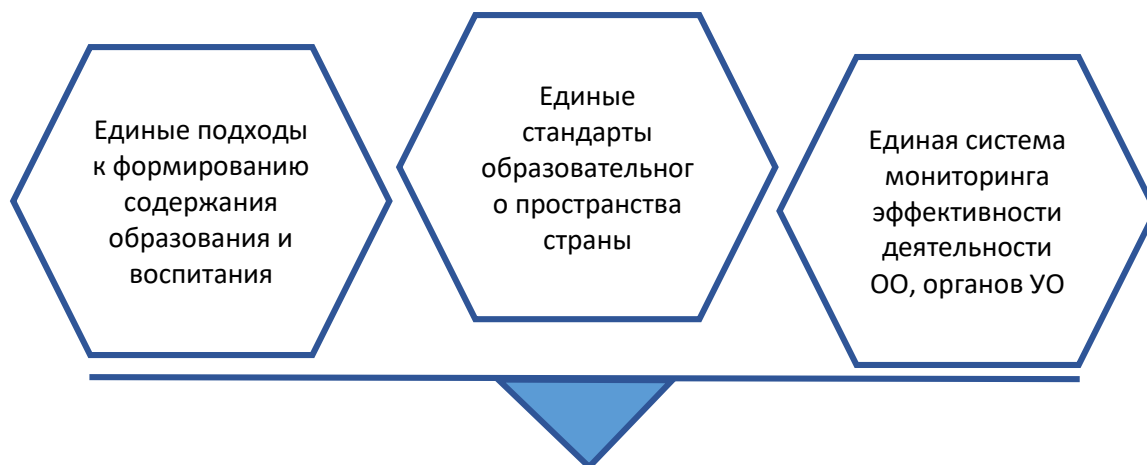 Единые подходы
к формированию
содержания
образования и
воспитания
Единые
стандарты
образовательног
о пространства
страны
Единая система
мониторинга
эффективности
деятельности
ОО, органов УО